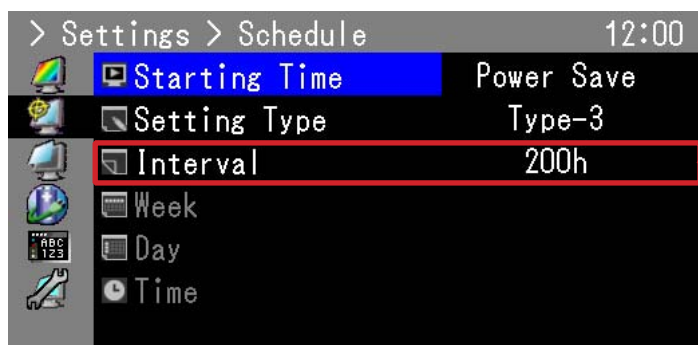 > Settings > Schedule 12:00
Starting Time Power Save
Setting Type Type-3
Interval 200h
Week
ABC
123
Day
Time